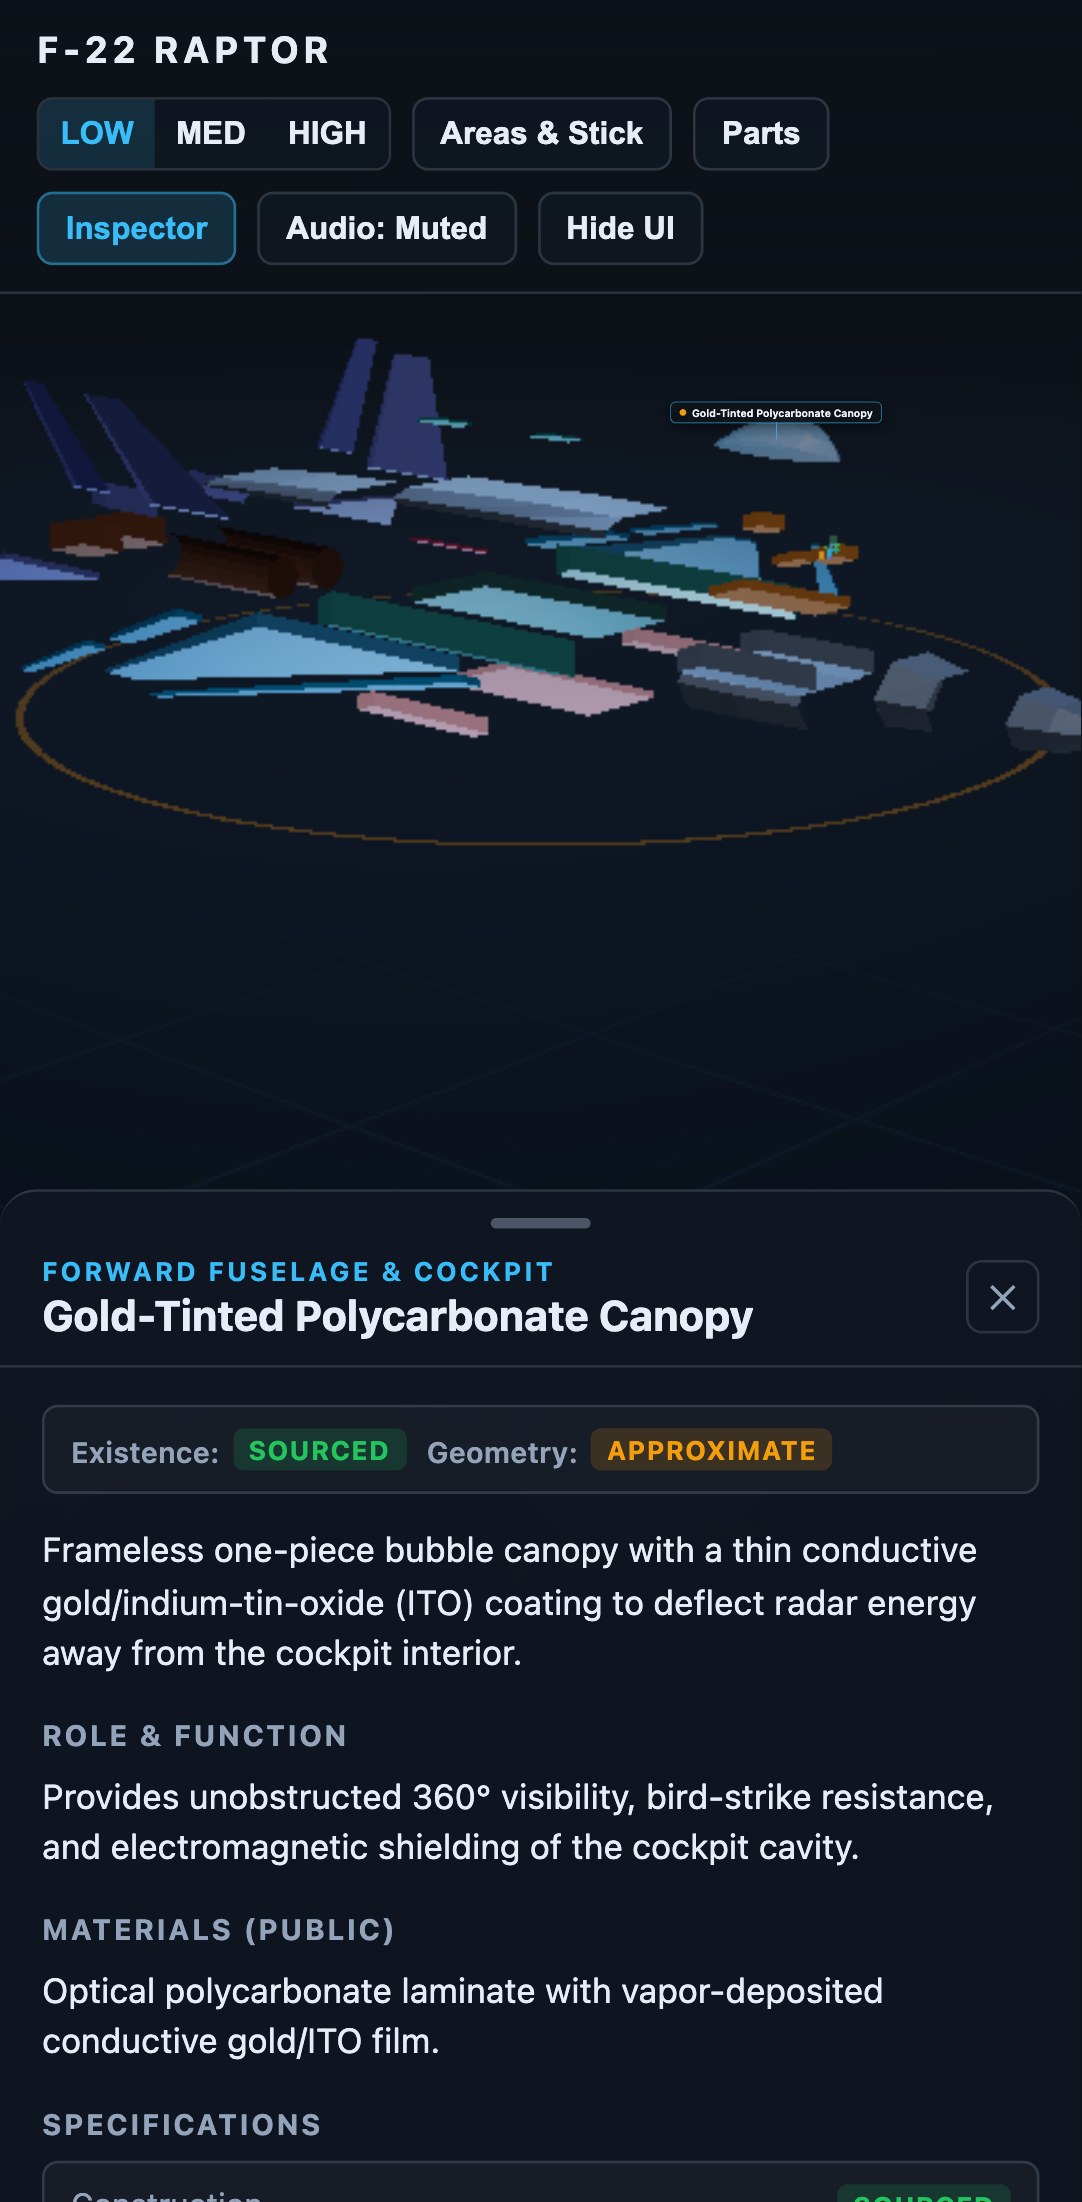 F-22 RAPTOR
LOW MED HIGH Areas & Stick Parts
Inspector Audio: Muted Hide UI
Gold-Tinted Polycarbonate Canopy
FORWARD FUSELAGE & COCKPIT
Gold-Tinted Polycarbonate Canopy
Existence: SOURCED Geometry: APPROXIMATE
Frameless one-piece bubble canopy with a thin conductive
gold/indium-tin-oxide (ITO) coating to deflect radar energy
away from the cockpit interior.
ROLE & FUNCTION
Provides unobstructed 360° visibility, bird-strike resistance,
and electromagnetic shielding of the cockpit cavity.
MATERIALS (PUBLIC)
Optical polycarbonate laminate with vapor-deposited
conductive gold/ITO film.
SPECIFICATIONS
Construction SOURCED